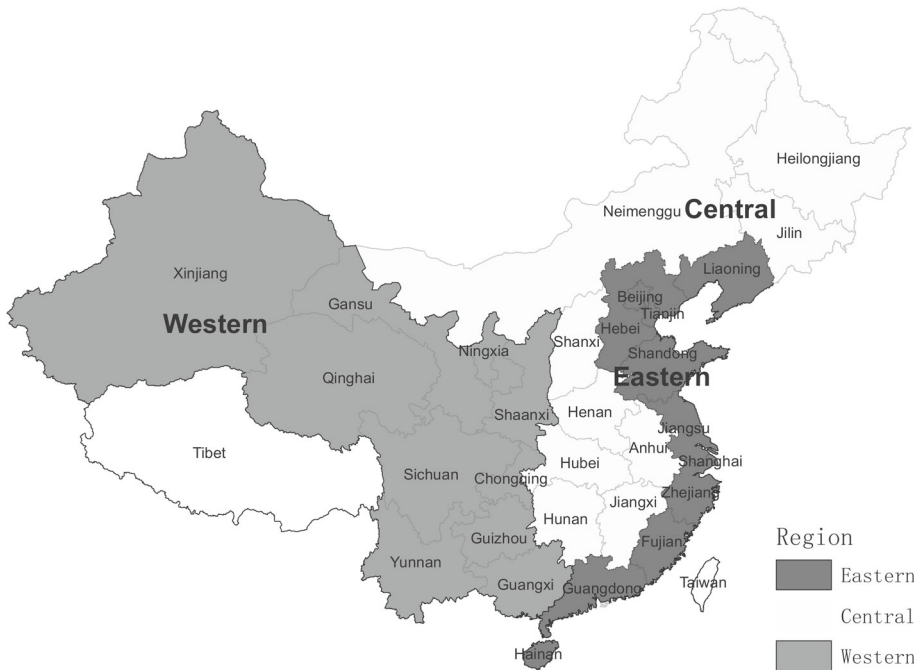 Heilongjiang
Neimenggu
Central
Jilin
Liaoning
Xinjiang
Gansu
Beijing
Tianjin
Western
Hebei
Shanxi
Ningxia
Shandong
Qinghai
Eastern
Shaanxi
Henan
Jiangsu
Tibet
Anhui
Hubei
Shanghai
Sichuan
Chongqing
Zhejiang
Jiangxi
Hunan
Guizhou
Fujian
Yunnan
Guangxi
Guangdong
Taiwan
Hainan
Region
Eastern
Central
Western